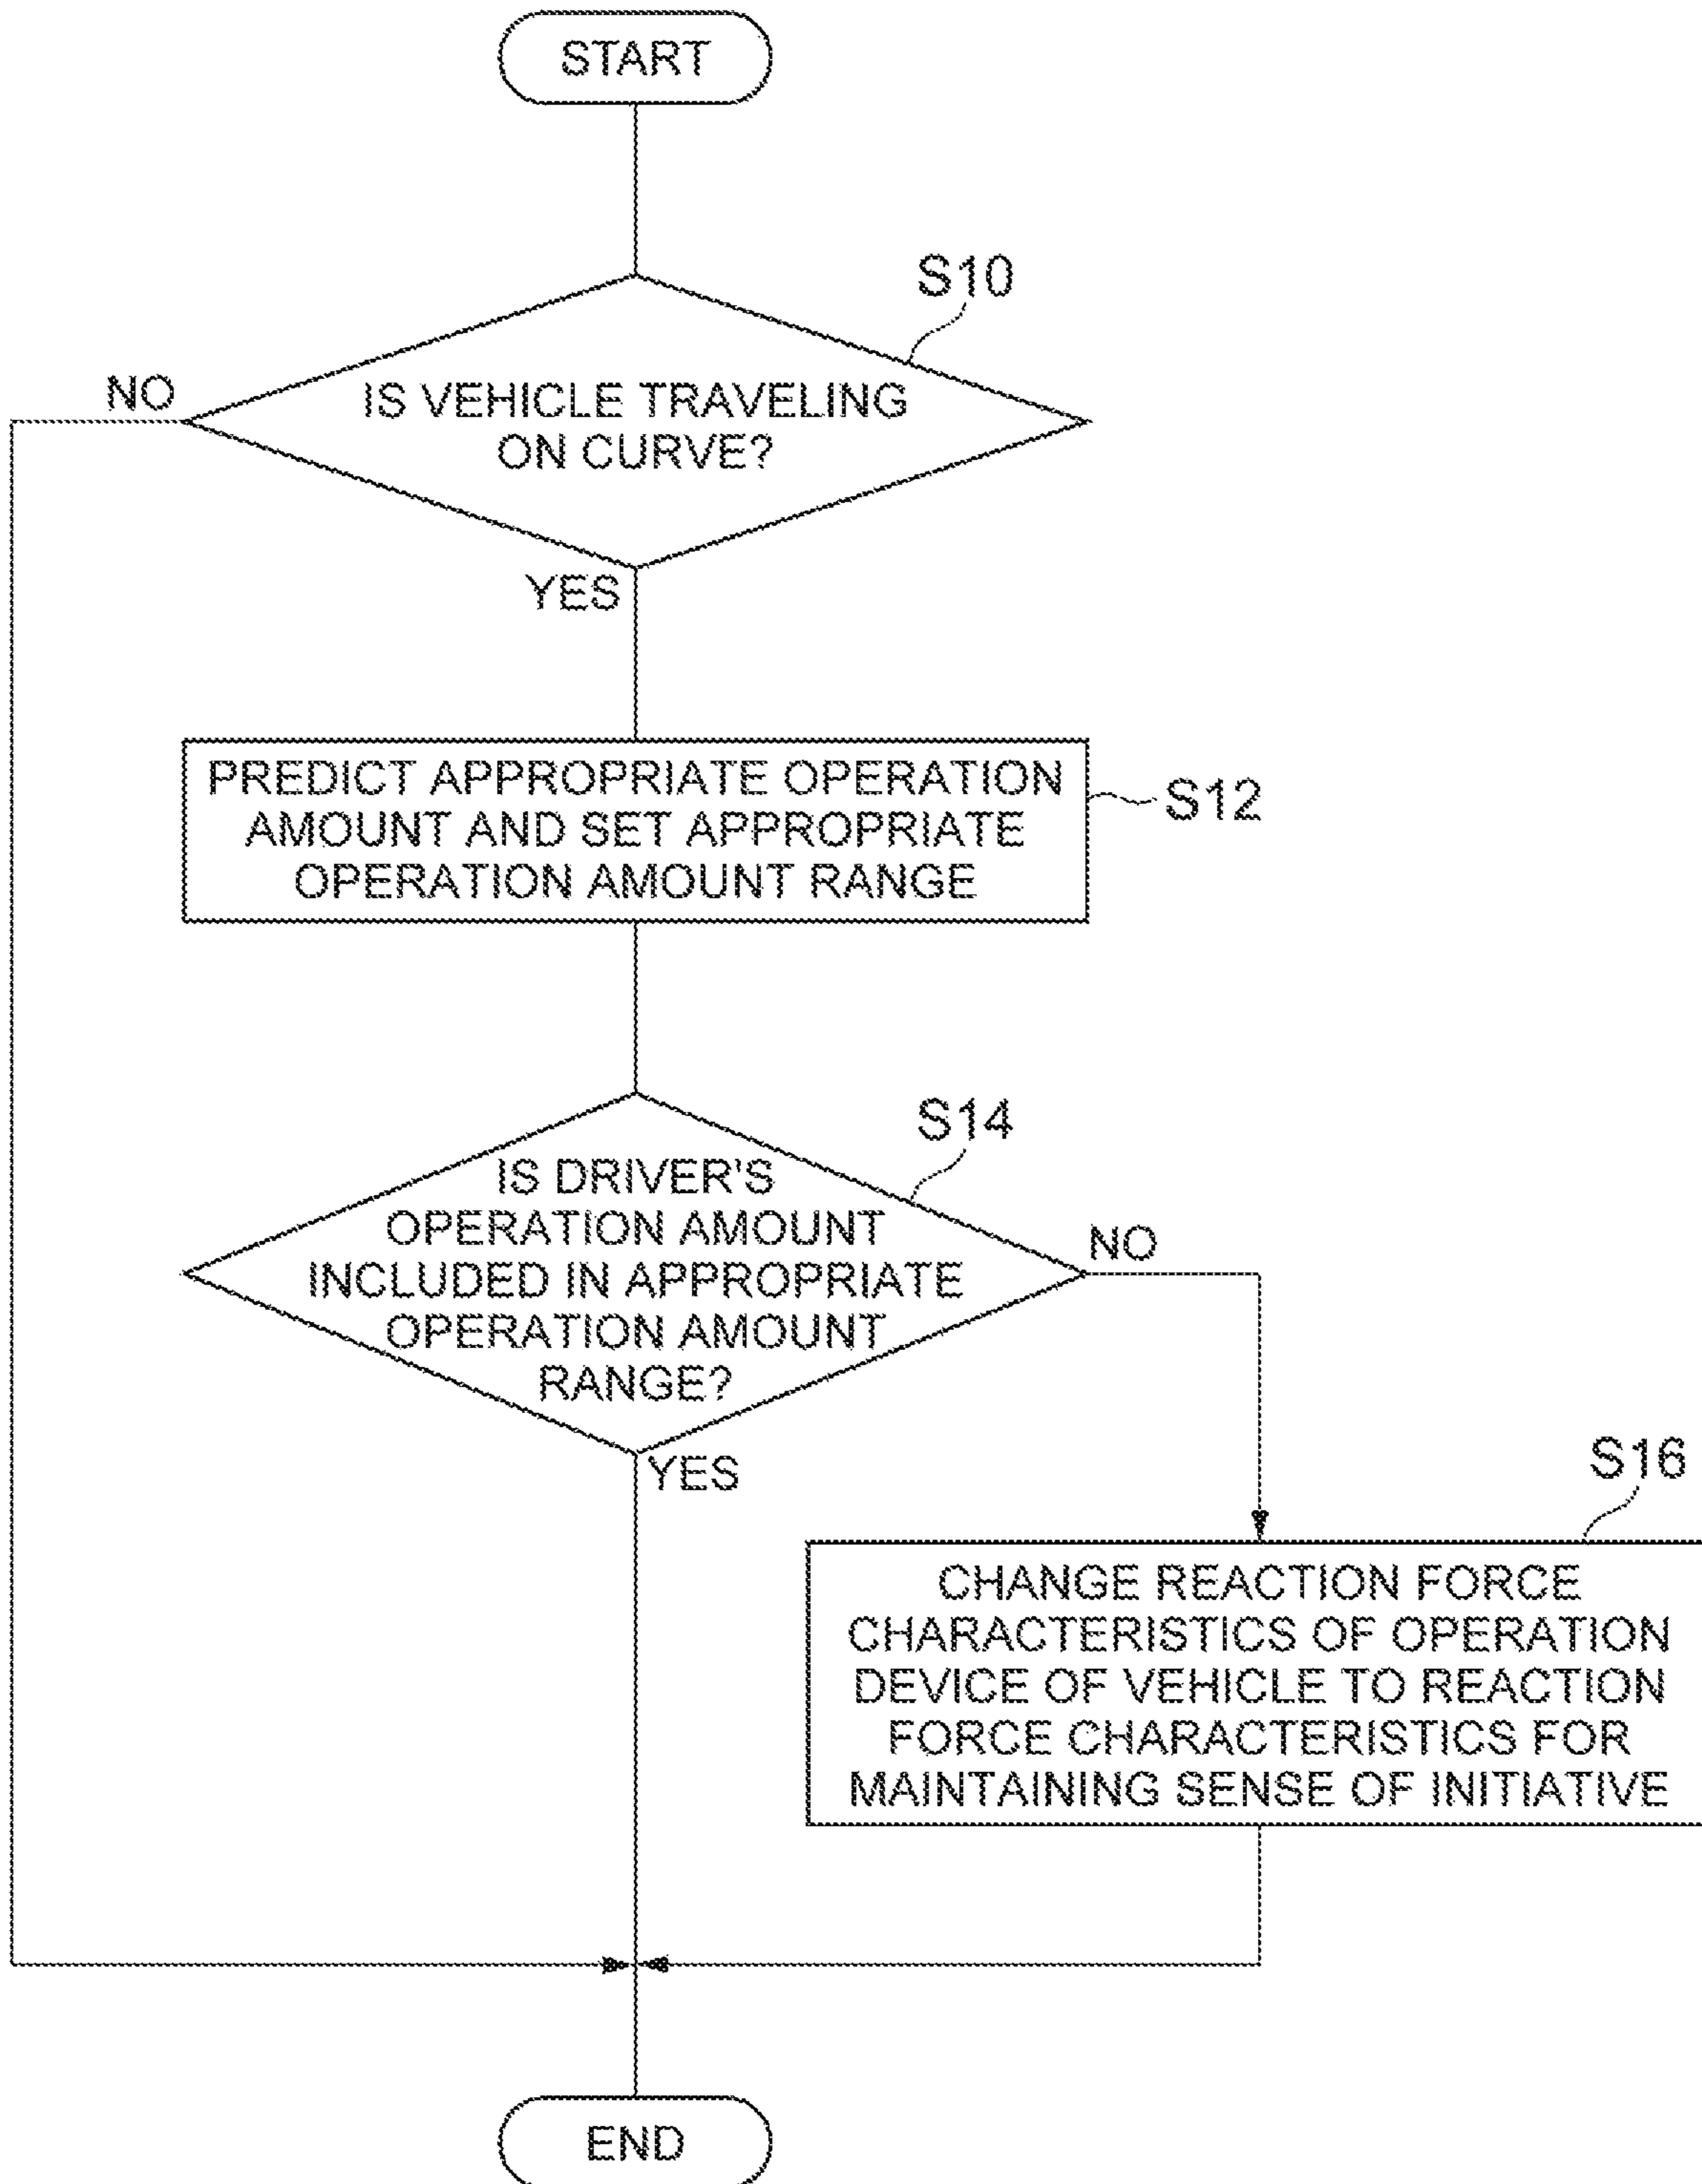 START
S10
NO
IS VEHICLE TRAVELING
ON CURVE?
YES
PREDICT APPROPRIATE OPERATION
AMOUNT AND SET APPROPRIATE
OPERATION AMOUNT RANGE
S12
S14
IS DRIVER'S
OPERATION AMOUNT
INCLUDED IN APPROPRIATE
OPERATION AMOUNT
RANGE?
NO
YES
S16
CHANGE REACTION FORCE
CHARACTERISTICS OF OPERATION
DEVICE OF VEHICLE TO REACTION
FORCE CHARACTERISTICS FOR
MAINTAINING SENSE OF INITIATIVE
END